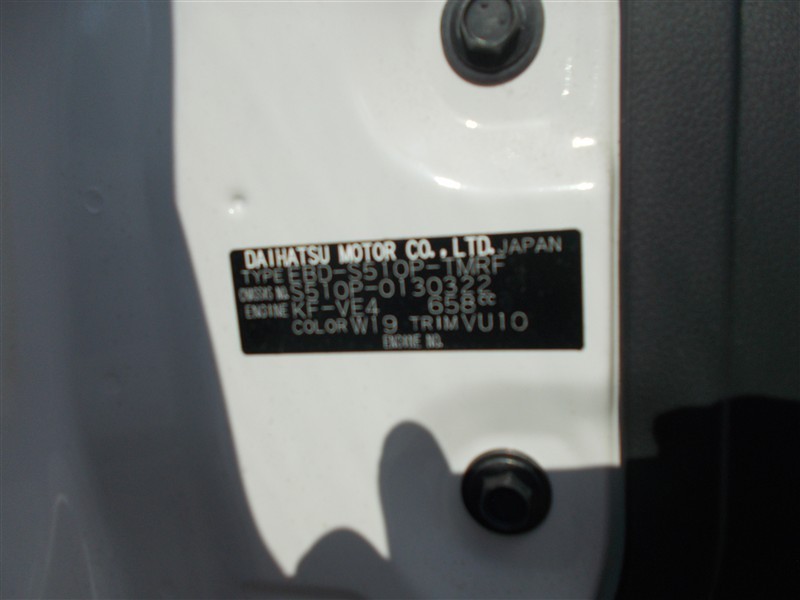 DAIHATSU MOTOR CO., LTD. JAPAN
TYPE EBD-S510P-TMRF
CHASSIS NO. S510P-0130322
ENGINE KF-VE4 658cc
COLOR W19 TRIM VU10
ENGINE NO.